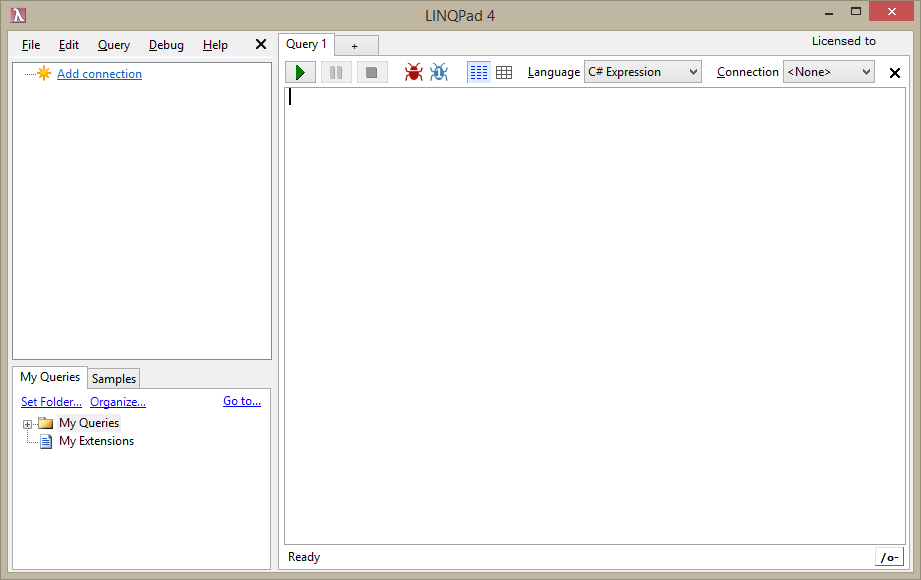 LINQPad 4
File Edit Query Debug Help
Add connection
My Queries Samples
Set Folder... Organize... Go to...
My Queries
My Extensions
Query 1 +
Licensed to
Language C# Expression Connection <None>
Ready
/o-